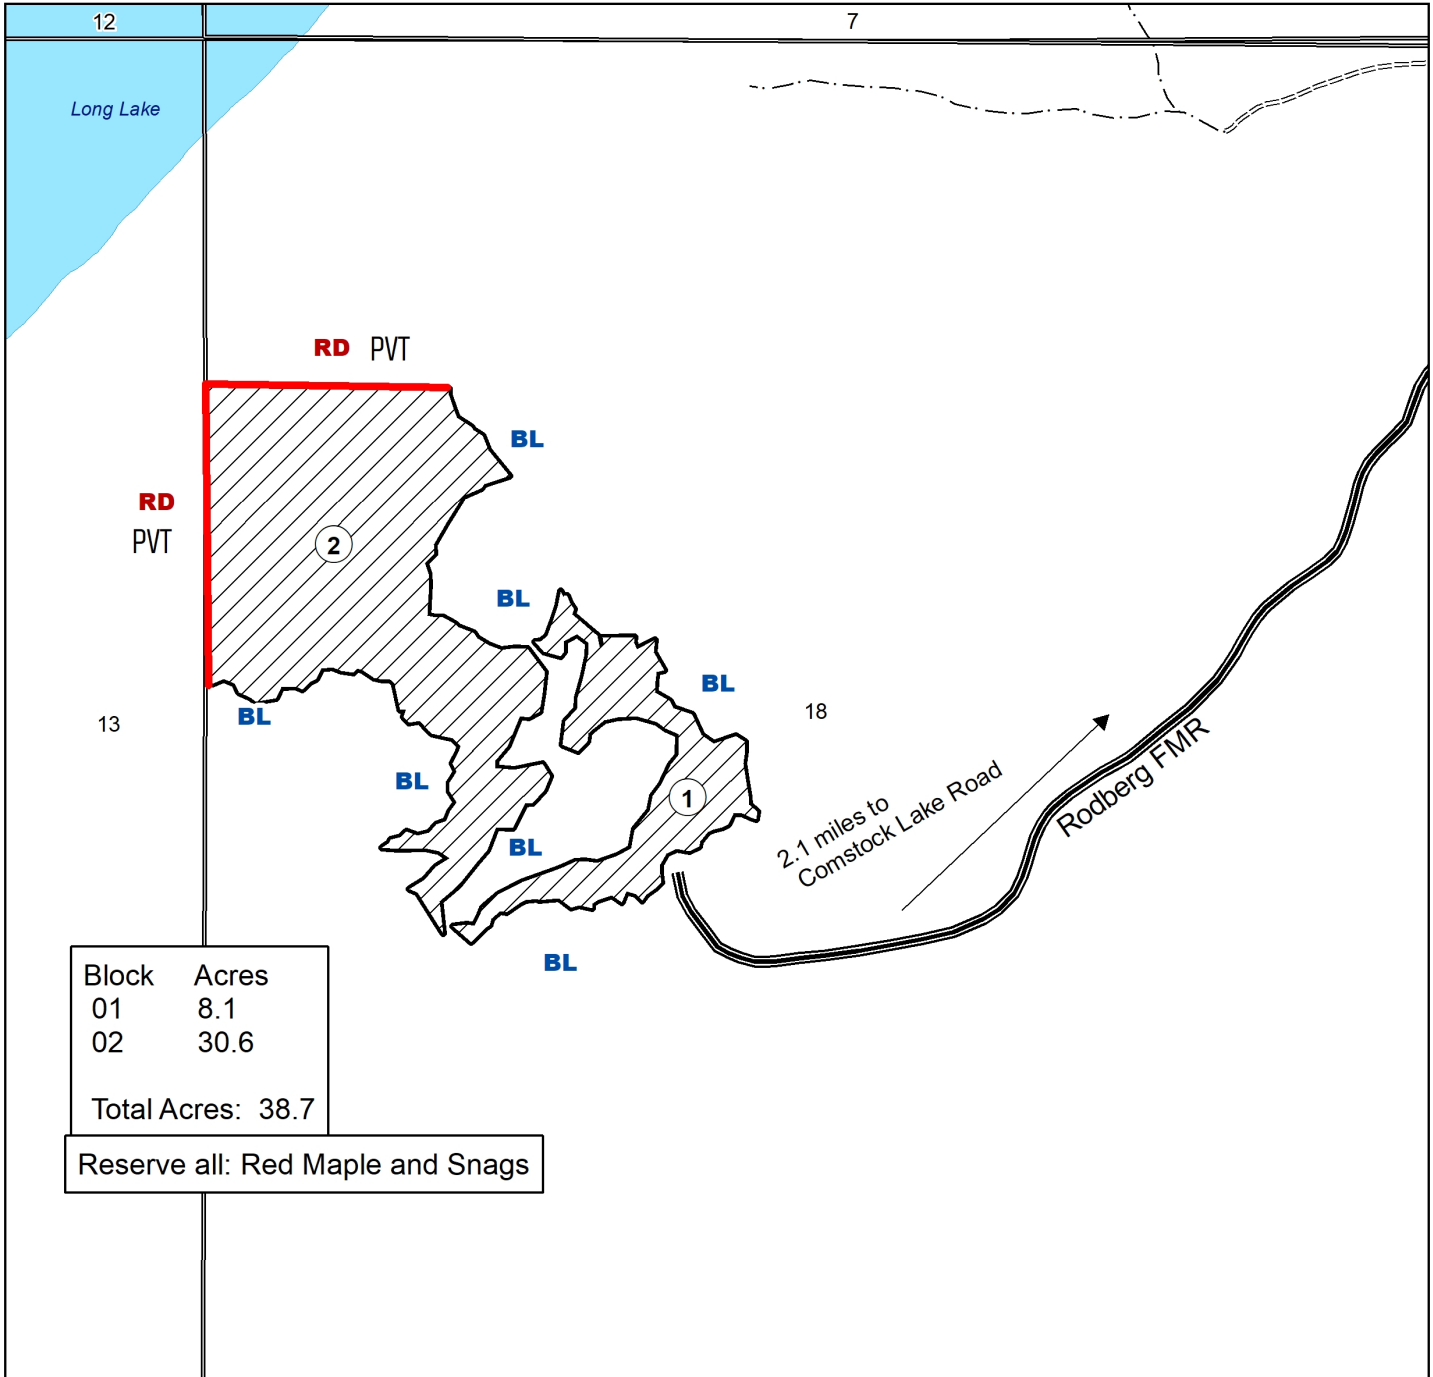 12
7
Long Lake
RD PVT
BL
RD
PVT
2
BL
BL
18
BL
13
BL
1
BL
2.1 miles to
Comstock Lake Road
Rodberg FMR
BL
Block Acres
01 8.1
02 30.6
Total Acres: 38.7
Reserve all: Red Maple and Snags